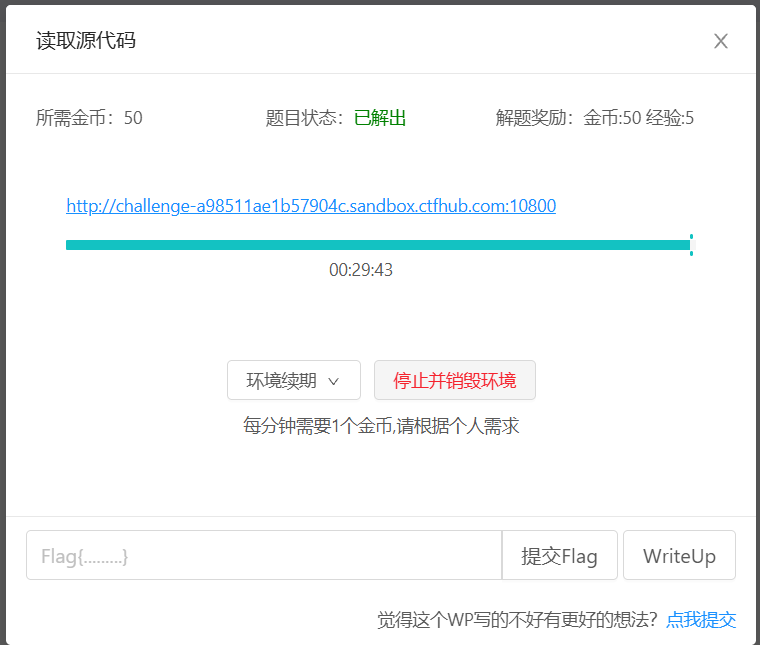 读取源代码
所需金币：50 题目状态：已解出 解题奖励：金币:50 经验:5
http://challenge-a98511ae1b57904c.sandbox.ctfhub.com:10800
00:29:43
环境续期 停止并销毁环境
每分钟需要1个金币,请根据个人需求
Flag{.........} 提交Flag WriteUp
觉得这个WP写的不好有更好的想法？点我提交